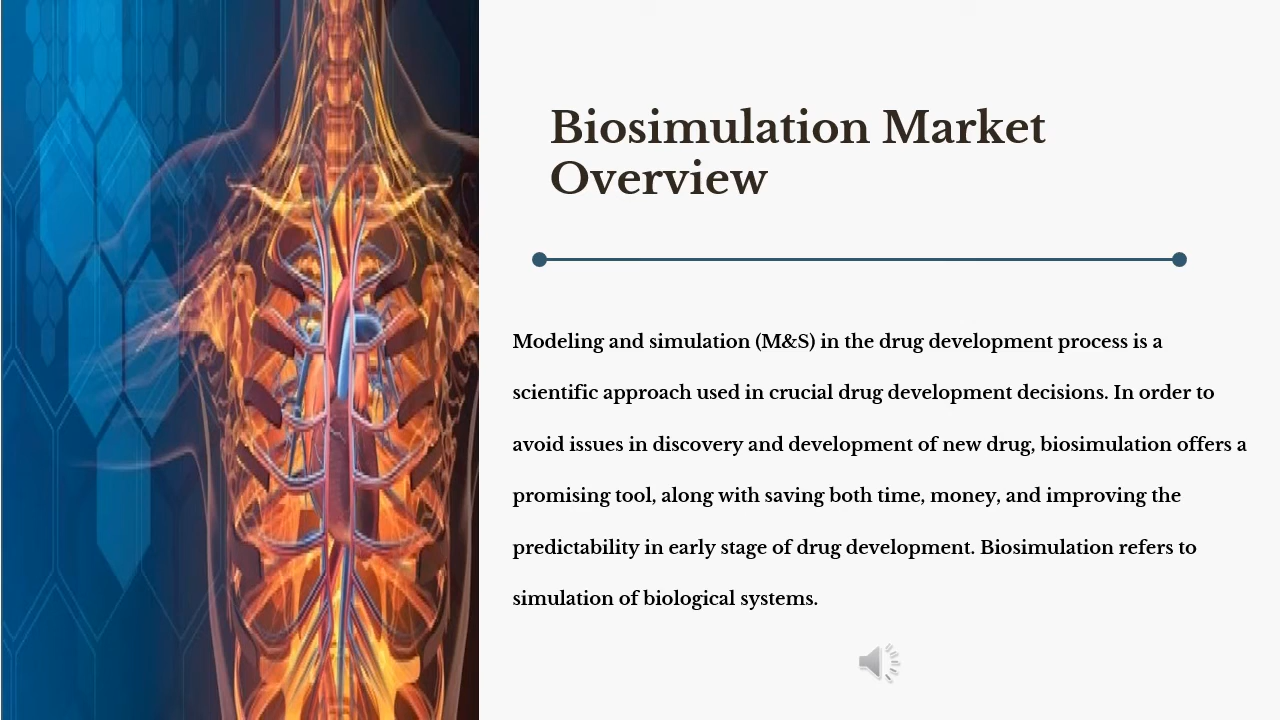 Biosimulation Market
Overview
Modeling and simulation (M&S) in the drug development process is a
scientific approach used in crucial drug development decisions. In order to
avoid issues in discovery and development of new drug, biosimulation offers a
promising tool, along with saving both time, money, and improving the
predictability in early stage of drug development. Biosimulation refers to
simulation of biological systems.